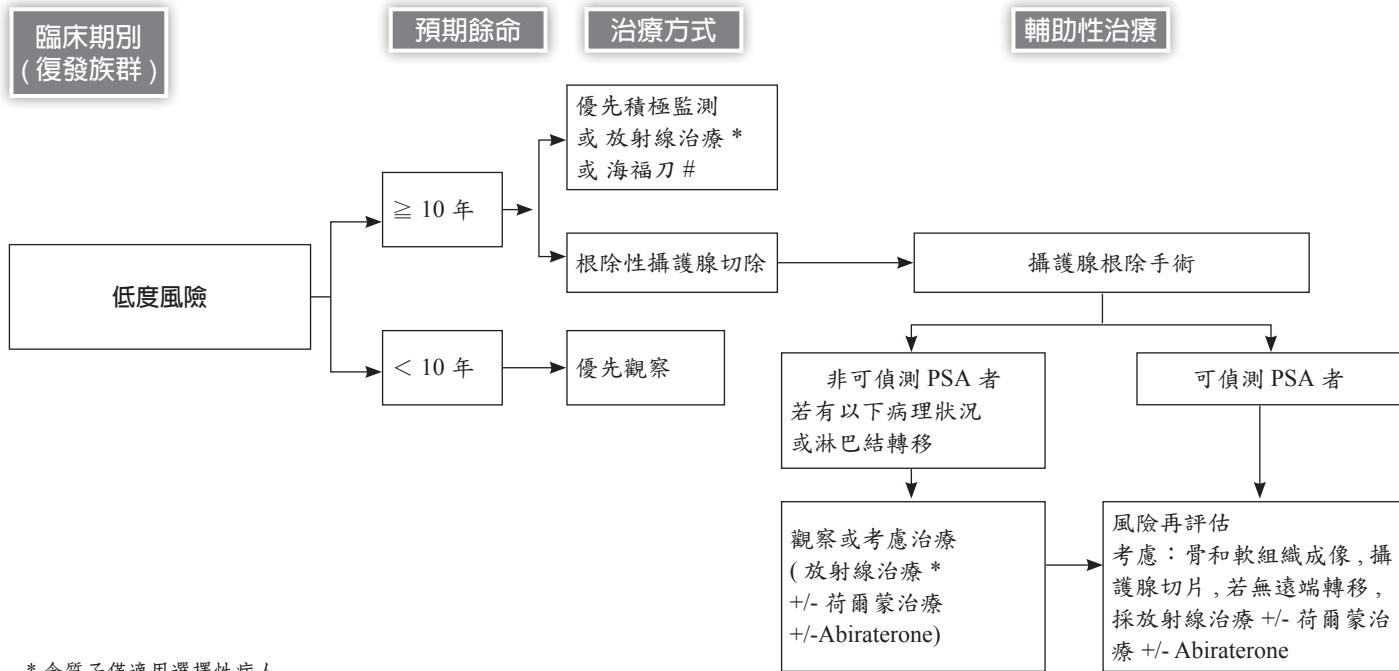 臨床期別
( 復發族群 )
預期餘命
治療方式
輔助性治療
優先積極監測
或 放射線治療 *
或 海福刀 #
≧ 10 年
根除性攝護腺切除
攝護腺根除手術
低度風險
< 10 年
優先觀察
非可偵測 PSA 者
若有以下病理狀況
或淋巴結轉移
可偵測 PSA 者
觀察或考慮治療
( 放射線治療 *
+/- 荷爾蒙治療
+/-Abiraterone)
風險再評估
考慮：骨和軟組織成像 , 攝
護腺切片 , 若無遠端轉移 ,
採放射線治療 +/- 荷爾蒙治
療 +/- Abiraterone